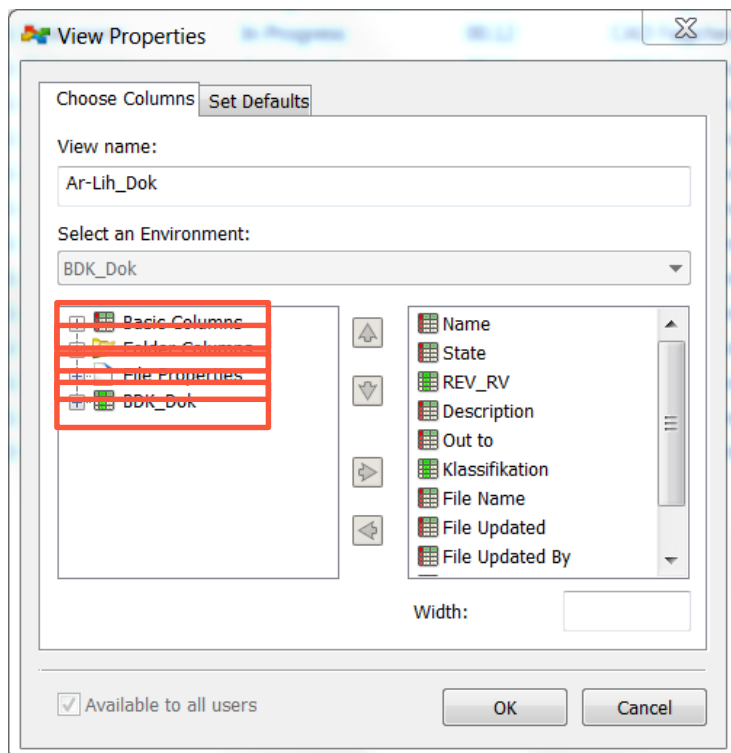 View Properties
Choose Columns Set Defaults
View name:
Ar-Lih_Dok
Select an Environment:
BDK_Dok
Basic Columns
Folder Columns
File Properties
BDK_Dok
Name
State
REV_RV
Description
Out to
Klassifikation
File Name
File Updated
File Updated By
Width:
Available to all users
OK Cancel